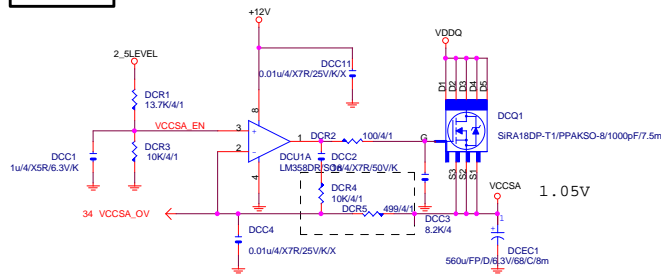 +12V
VDDQ
2_5LEVEL
DCC11
0.01u/4/X7R/25V/K/X
D1
D2
D3
D4
D5
DCR1
13.7K/4/1
DCQ1
SiRA18DP-T1/PPAKSO-8/1000pF/7.5m
VCCSA_EN
3
8
1
DCR2
100/4/1
G
DCC1
1u/4/X5R/6.3V/K
DCR3
10K/4/1
2
4
DCU1A
DCC2
S3
S2
S1
DCR4
10K/4/1
VCCSA
1.05V
34 VCCSA_OV
DCR5
499/4/1
DCC3
8.2K/4
1
DCC4
0.01u/4/X7R/25V/K/X
DCEC1
560u/FP/D/6.3V/68/C/8m